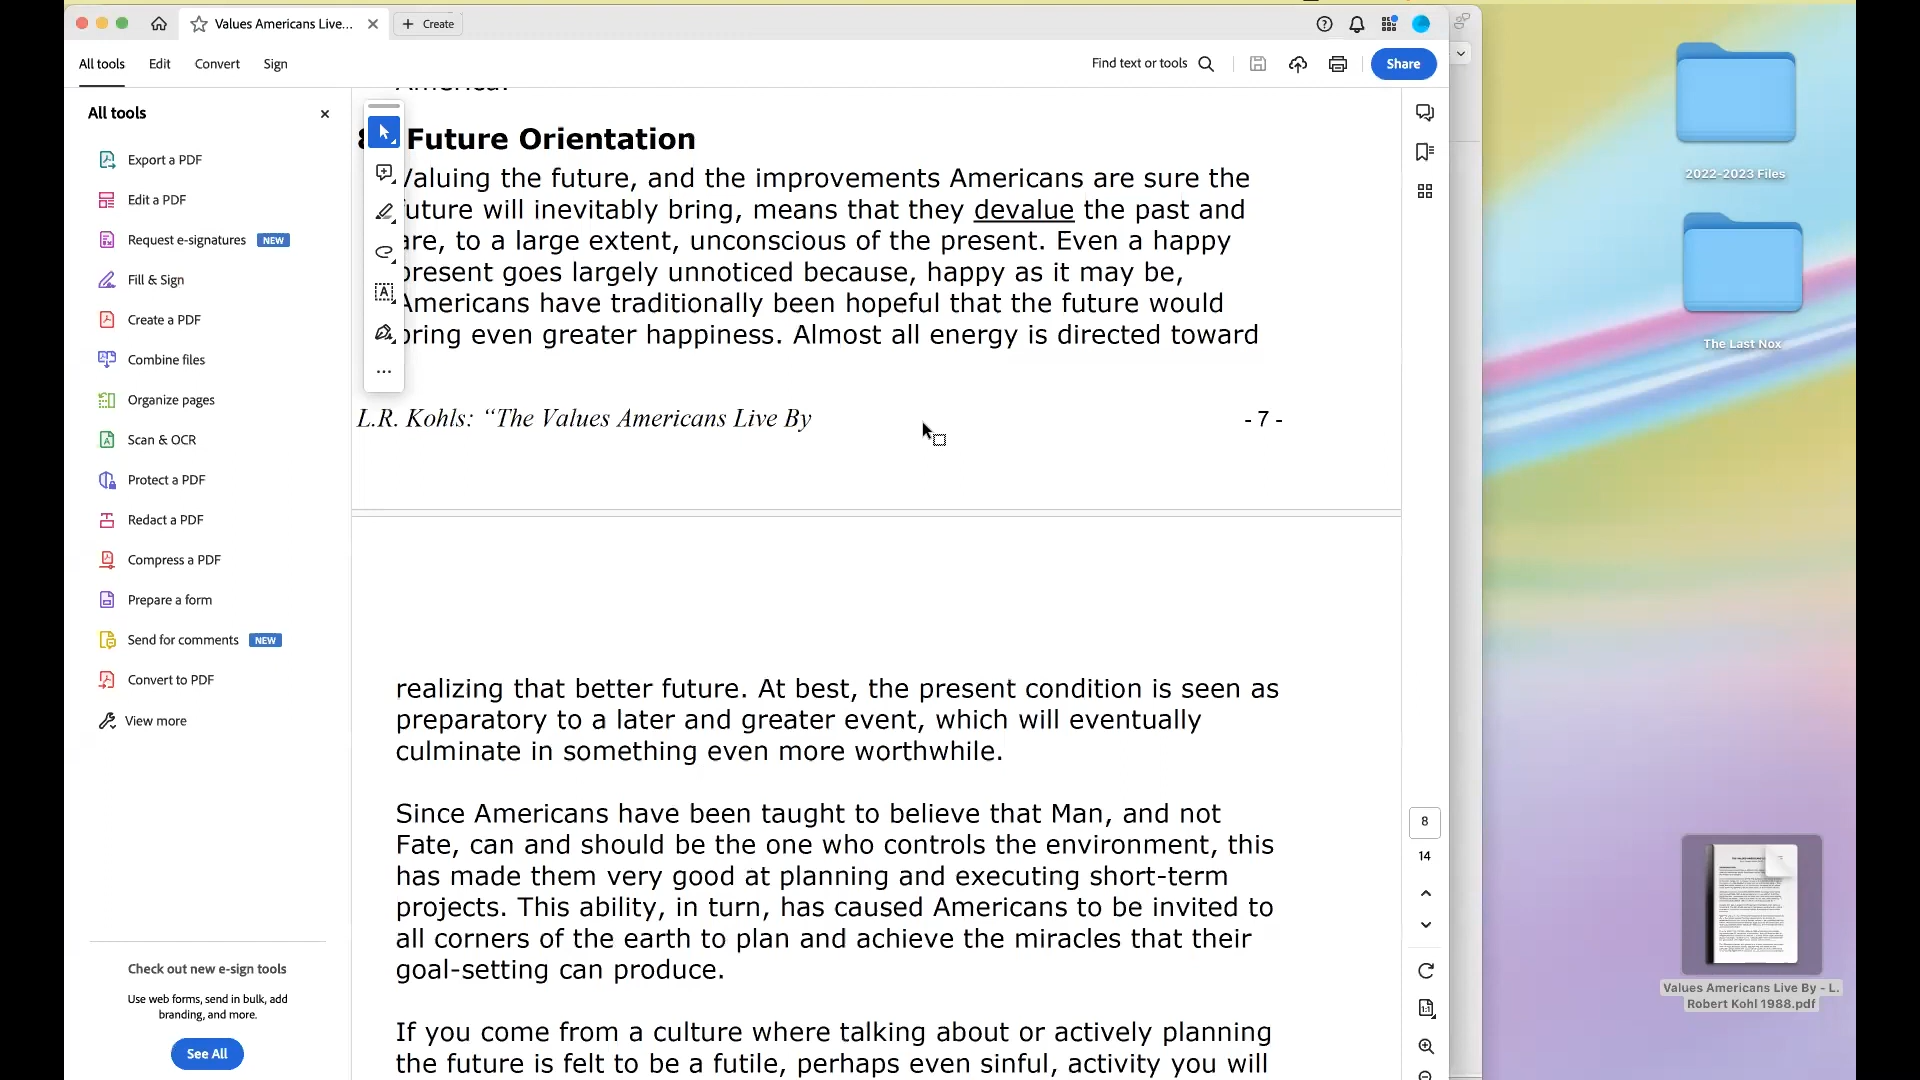 Values Americans Live...
Create
All tools
Edit
Convert
Sign
Find text or tools
Share
All tools
Export a PDF
Edit a PDF
Request e-signatures NEW
Fill & Sign
Create a PDF
Combine files
Organize pages
Scan & OCR
Protect a PDF
Redact a PDF
Compress a PDF
Prepare a form
Send for comments NEW
Convert to PDF
View more
Check out new e-sign tools
Use web forms, send in bulk, add
branding, and more.
See All
America.
Future Orientation
Valuing the future, and the improvements Americans are sure the
future will inevitably bring, means that they devalue the past and
are, to a large extent, unconscious of the present. Even a happy
present goes largely unnoticed because, happy as it may be,
Americans have traditionally been hopeful that the future would
bring even greater happiness. Almost all energy is directed toward
L.R. Kohls: “The Values Americans Live By
- 7 -
realizing that better future. At best, the present condition is seen as
preparatory to a later and greater event, which will eventually
culminate in something even more worthwhile.
Since Americans have been taught to believe that Man, and not
Fate, can and should be the one who controls the environment, this
has made them very good at planning and executing short-term
projects. This ability, in turn, has caused Americans to be invited to
all corners of the earth to plan and achieve the miracles that their
goal-setting can produce.
If you come from a culture where talking about or actively planning
the future is felt to be a futile, perhaps even sinful, activity you will
8
14
2022-2023 Files
The Last Nox
Values Americans Live By - L.
Robert Kohl 1988.pdf